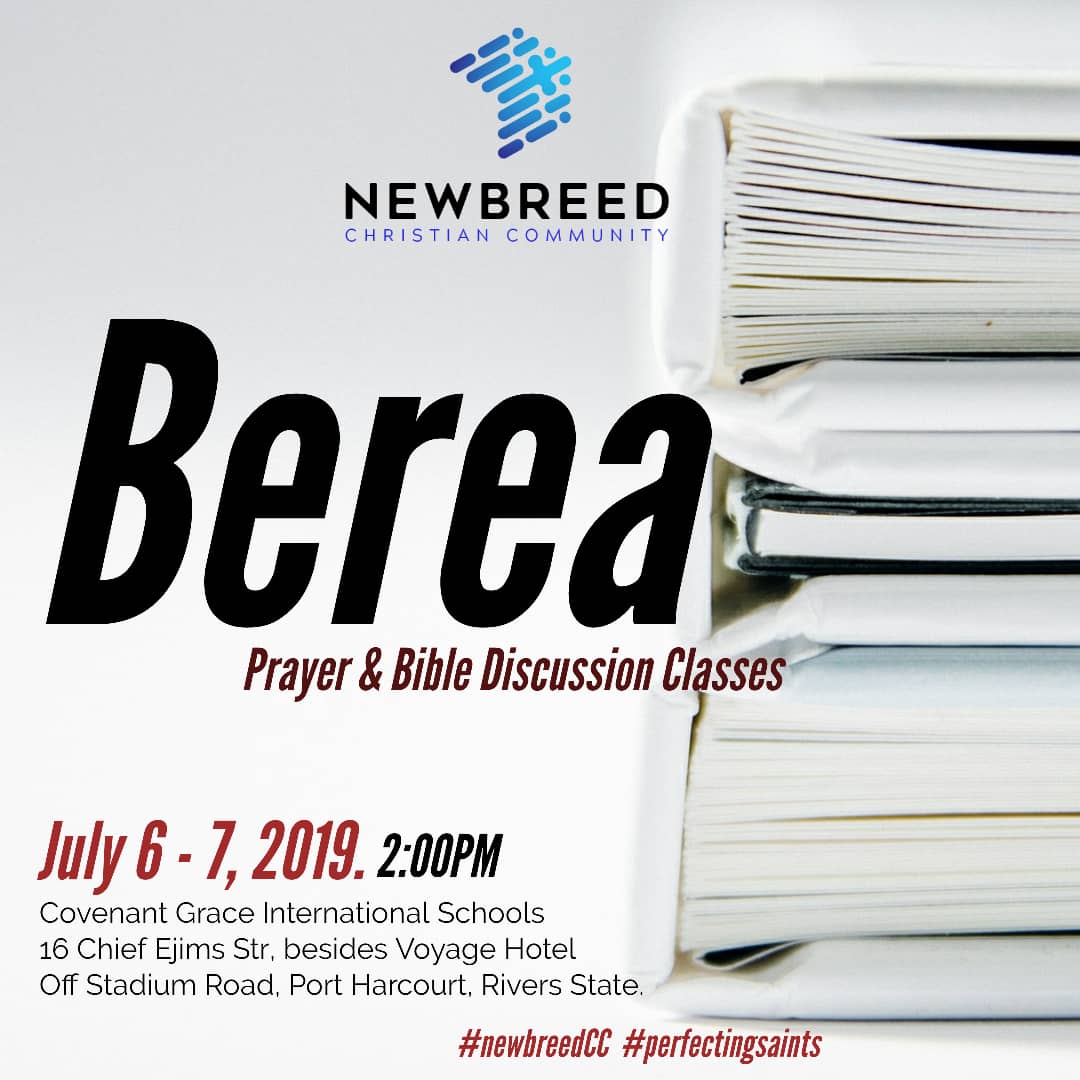 NEWBREED
CHRISTIAN COMMUNITY
Berea
Prayer & Bible Discussion Classes
July 6 - 7, 2019. 2:00PM
Covenant Grace International Schools
16 Chief Ejims Str, besides Voyage Hotel
Off Stadium Road, Port Harcourt, Rivers State.
#newbreedCC #perfectingsaints